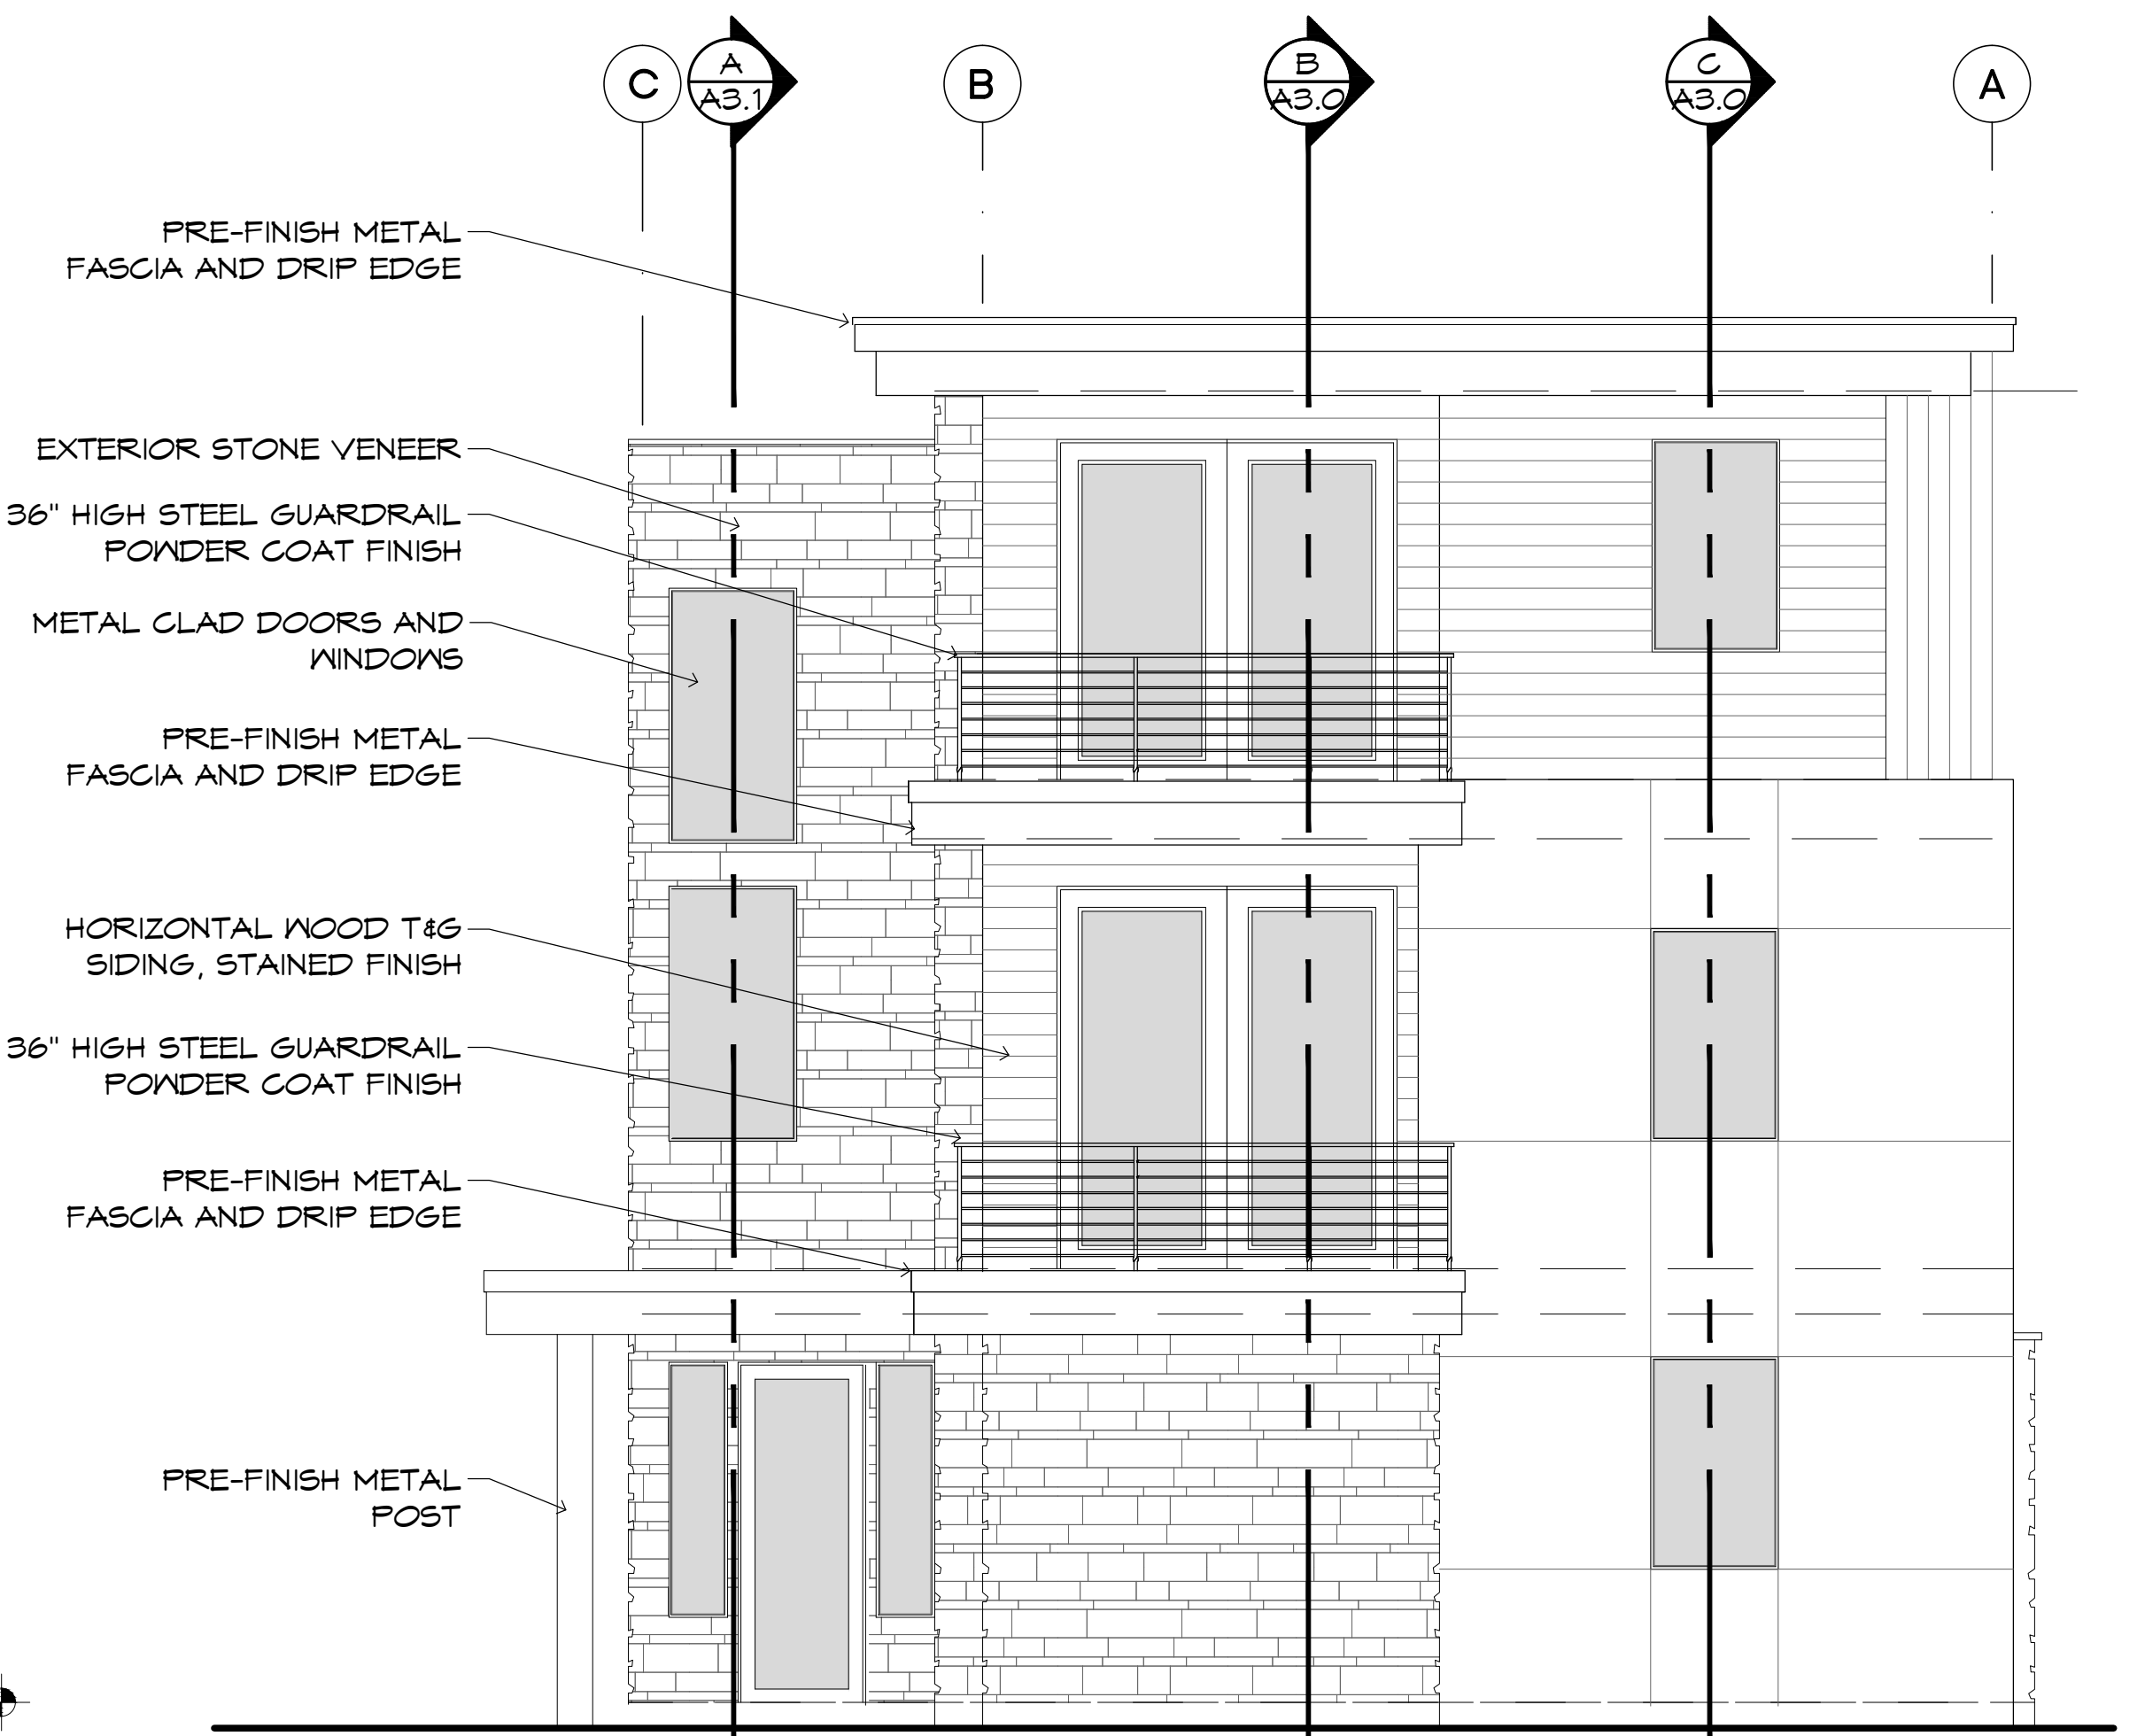 C
A
A3.1
B
B
A3.0
C
A3.0
A
PRE-FINISH METAL
FASCIA AND DRIP EDGE
EXTERIOR STONE VENEER
36" HIGH STEEL GUARDRAIL
POWDER COAT FINISH
METAL CLAD DOORS AND
WINDOWS
PRE-FINISH METAL
FASCIA AND DRIP EDGE
HORIZONTAL WOOD T&G
SIDING, STAINED FINISH
36" HIGH STEEL GUARDRAIL
POWDER COAT FINISH
PRE-FINISH METAL
FASCIA AND DRIP EDGE
PRE-FINISH METAL
POST